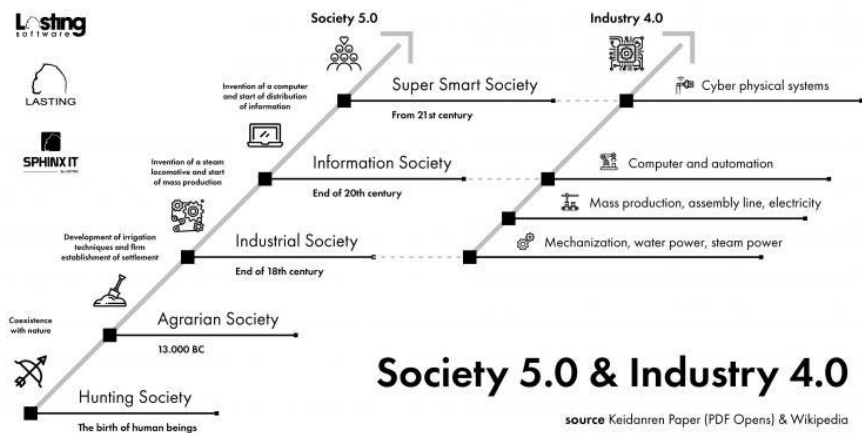 Lasting
software
LASTING
SPHINX IT
Society 5.0
Industry 4.0
Invention of a computer
and start of distribution
of information
Super Smart Society
From 21st century
Cyber physical systems
Invention of a steam
locomotive and start
of mass production
Information Society
End of 20th century
Computer and automation
Mass production, assembly line, electricity
Development of irrigation
techniques and firm
establishment of settlement
Industrial Society
End of 18th century
Mechanization, water power, steam power
Coexistence
with nature
Agrarian Society
13.000 BC
Hunting Society
The birth of human beings
Society 5.0 & Industry 4.0
source Keidanren Paper (PDF Opens) & Wikipedia